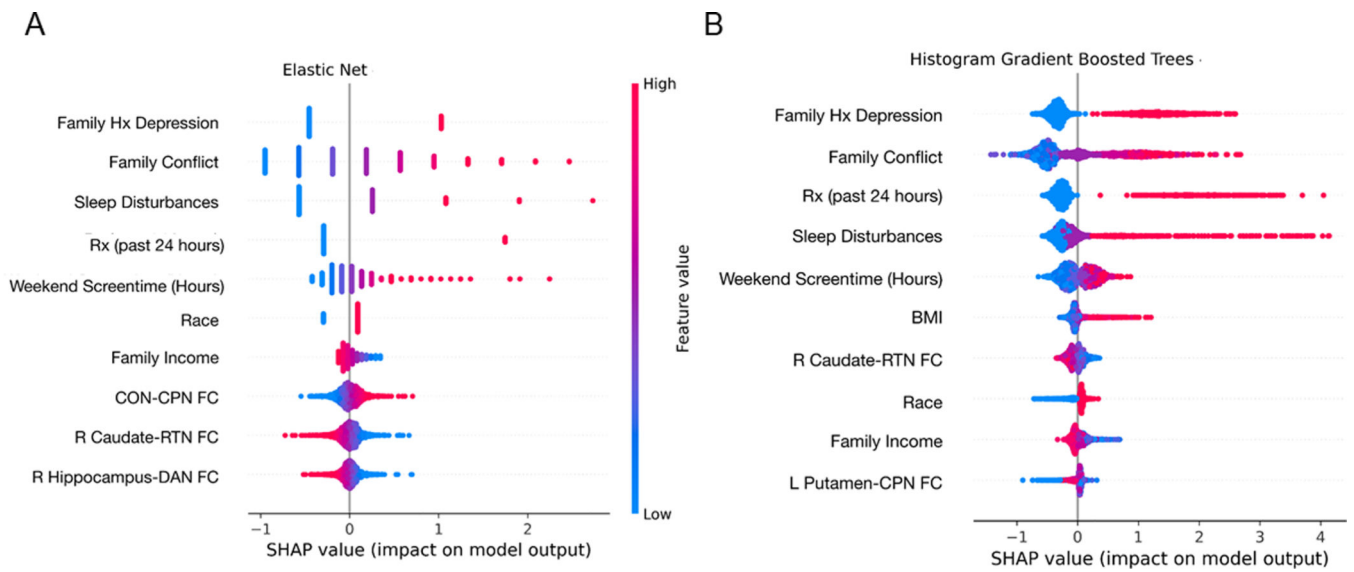 A
Elastic Net
Family Hx Depression
Family Conflict
Sleep Disturbances
Rx (past 24 hours)
Weekend Screentime (Hours)
Race
Family Income
CON-CPN FC
R Caudate-RTN FC
R Hippocampus-DAN FC
−1 0 1 2
SHAP value (impact on model output)
High
Feature value
Low
B
Histogram Gradient Boosted Trees
Family Hx Depression
Family Conflict
Rx (past 24 hours)
Sleep Disturbances
Weekend Screentime (Hours)
BMI
R Caudate-RTN FC
Race
Family Income
L Putamen-CPN FC
−1 0 1 2 3 4
SHAP value (impact on model output)